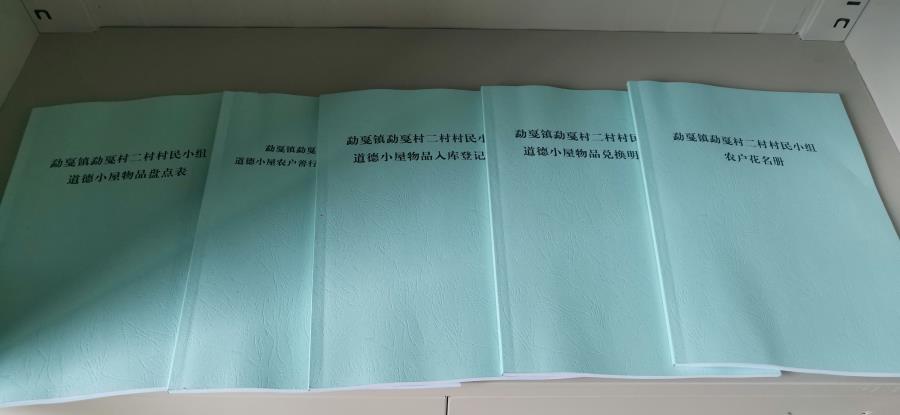 勐戛镇勐戛村二村村民小组
道德小屋物品盘点表
勐戛镇勐戛
道德小屋农户善行
勐戛镇勐戛村二村村民小
道德小屋物品入库登记
勐戛镇勐戛村二村村民
道德小屋物品兑换明
勐戛镇勐戛村二村村民小组
农户花名册